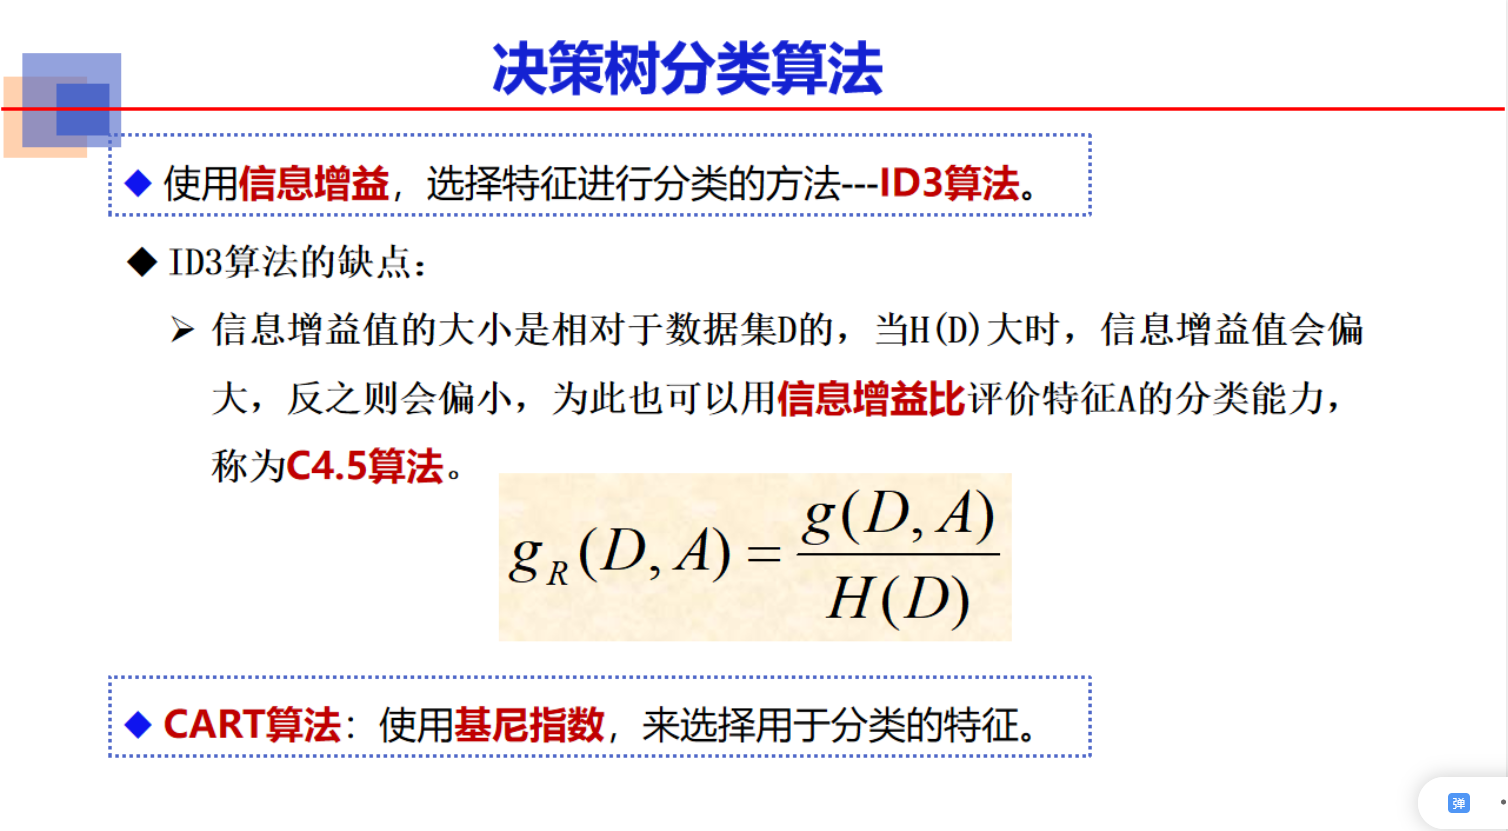 决策树分类算法
◆ 使用信息增益，选择特征进行分类的方法---ID3算法。
◆ ID3算法的缺点：
➢ 信息增益值的大小是相对于数据集D的，当H(D)大时，信息增益值会偏
大，反之则会偏小，为此也可以用信息增益比评价特征A的分类能力，
称为C4.5算法。
g_R(D, A) = g(D, A) / H(D)
◆ CART算法：使用基尼指数，来选择用于分类的特征。
弹